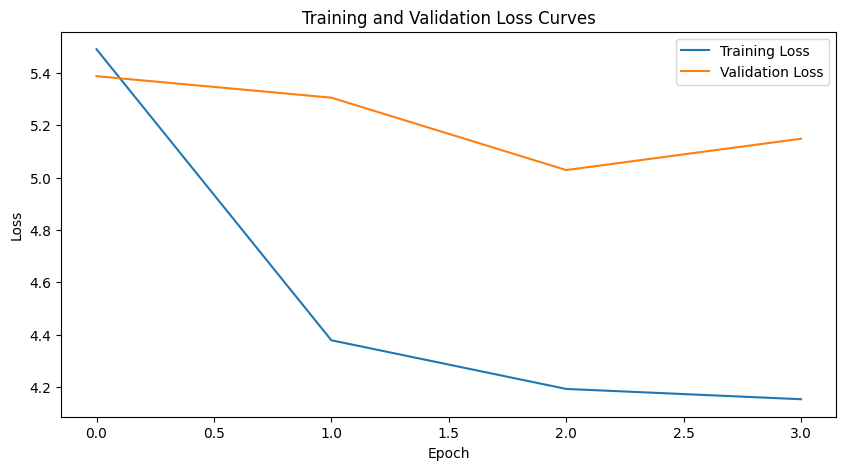 Training and Validation Loss Curves
Training Loss
Validation Loss
5.4
5.2
5.0
4.8
4.6
4.4
4.2
Loss
0.0 0.5 1.0 1.5 2.0 2.5 3.0
Epoch